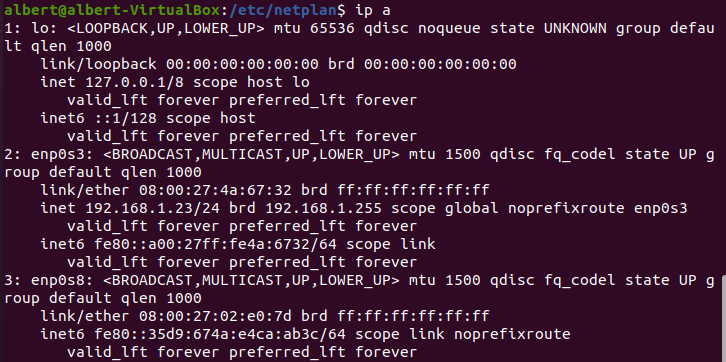 albert@albert-VirtualBox:/etc/netplan$ ip a
1: lo: <LOOPBACK,UP,LOWER_UP> mtu 65536 qdisc noqueue state UNKNOWN group defau
lt qlen 1000
    link/loopback 00:00:00:00:00:00 brd 00:00:00:00:00:00
    inet 127.0.0.1/8 scope host lo
       valid_lft forever preferred_lft forever
    inet6 ::1/128 scope host
       valid_lft forever preferred_lft forever
2: enp0s3: <BROADCAST,MULTICAST,UP,LOWER_UP> mtu 1500 qdisc fq_codel state UP g
roup default qlen 1000
    link/ether 08:00:27:4a:67:32 brd ff:ff:ff:ff:ff:ff
    inet 192.168.1.23/24 brd 192.168.1.255 scope global noprefixroute enp0s3
       valid_lft forever preferred_lft forever
    inet6 fe80::a00:27ff:fe4a:6732/64 scope link
       valid_lft forever preferred_lft forever
3: enp0s8: <BROADCAST,MULTICAST,UP,LOWER_UP> mtu 1500 qdisc fq_codel state UP g
roup default qlen 1000
    link/ether 08:00:27:02:e0:7d brd ff:ff:ff:ff:ff:ff
    inet6 fe80::35d9:674a:e4ca:ab3c/64 scope link noprefixroute
       valid_lft forever preferred_lft forever